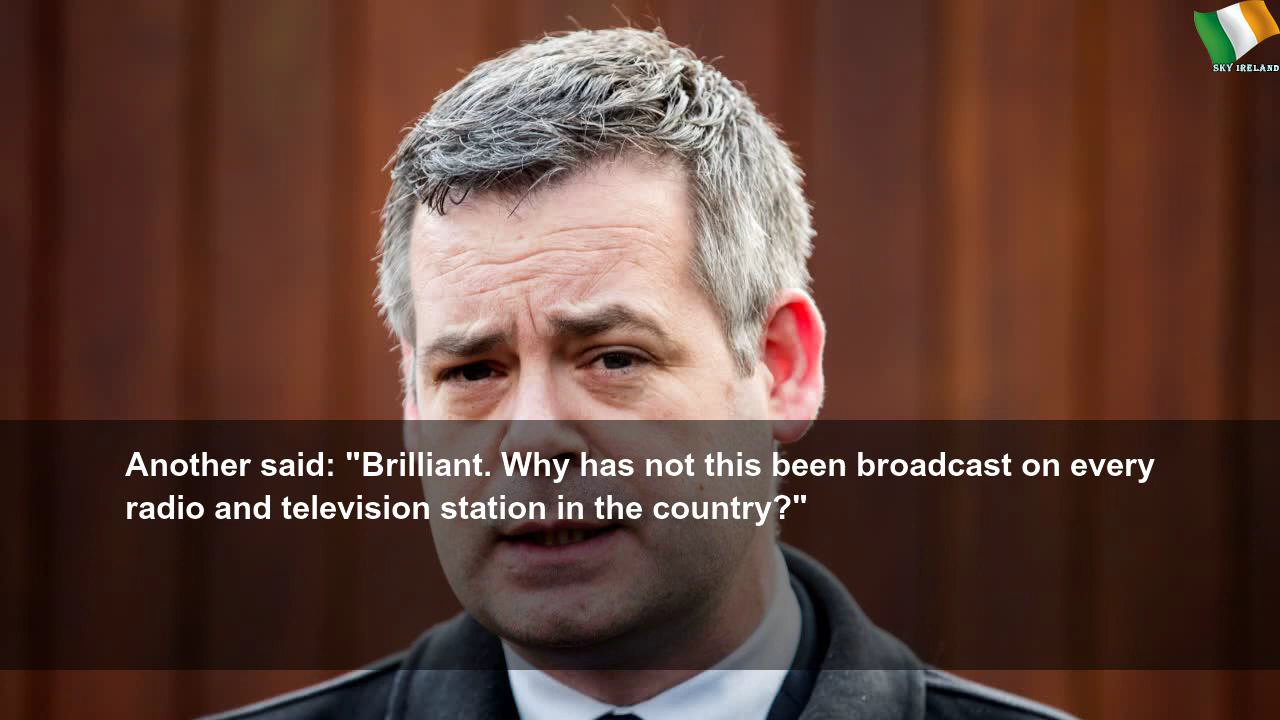 SKY IRELAND
Another said: "Brilliant. Why has not this been broadcast on every
radio and television station in the country?"